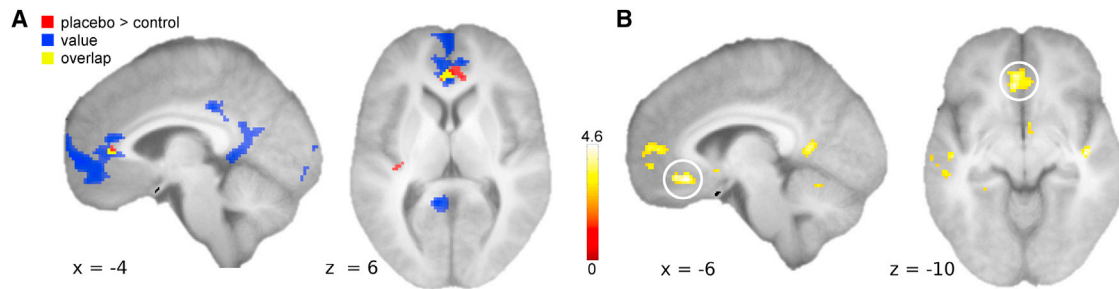 A
placebo > control
value
overlap
x = -4
z = 6
B
4.6
0
x = -6
z = -10